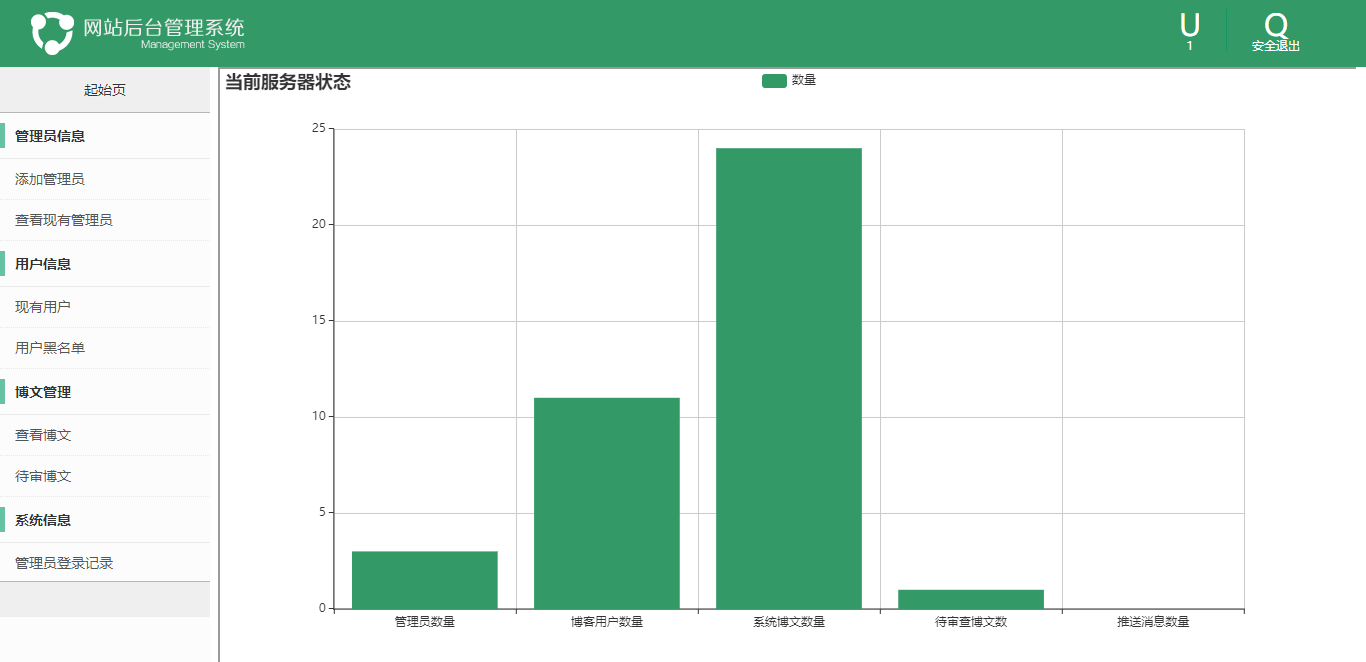 网站后台管理系统
Management System
U
1
Q
安全退出
起始页
管理员信息
添加管理员
查看现有管理员
用户信息
现有用户
用户黑名单
博文管理
查看博文
待审博文
系统信息
管理员登录记录
当前服务器状态
数量
25
20
15
10
5
0
管理员数量
博客用户数量
系统博文数量
待审查博文数
推送消息数量